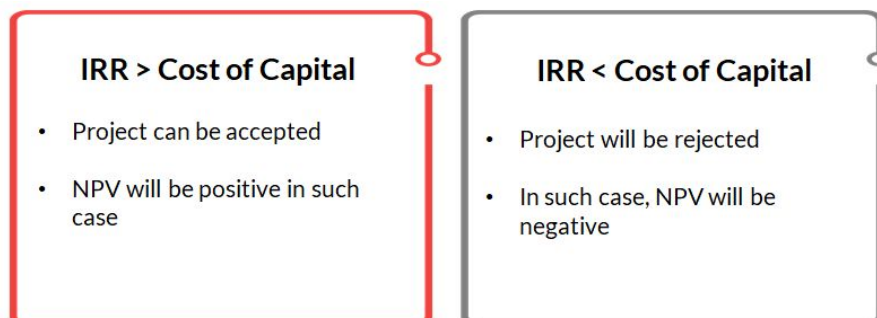 IRR > Cost of Capital
• Project can be accepted
• NPV will be positive in such
case
IRR < Cost of Capital
• Project will be rejected
• In such case, NPV will be
negative